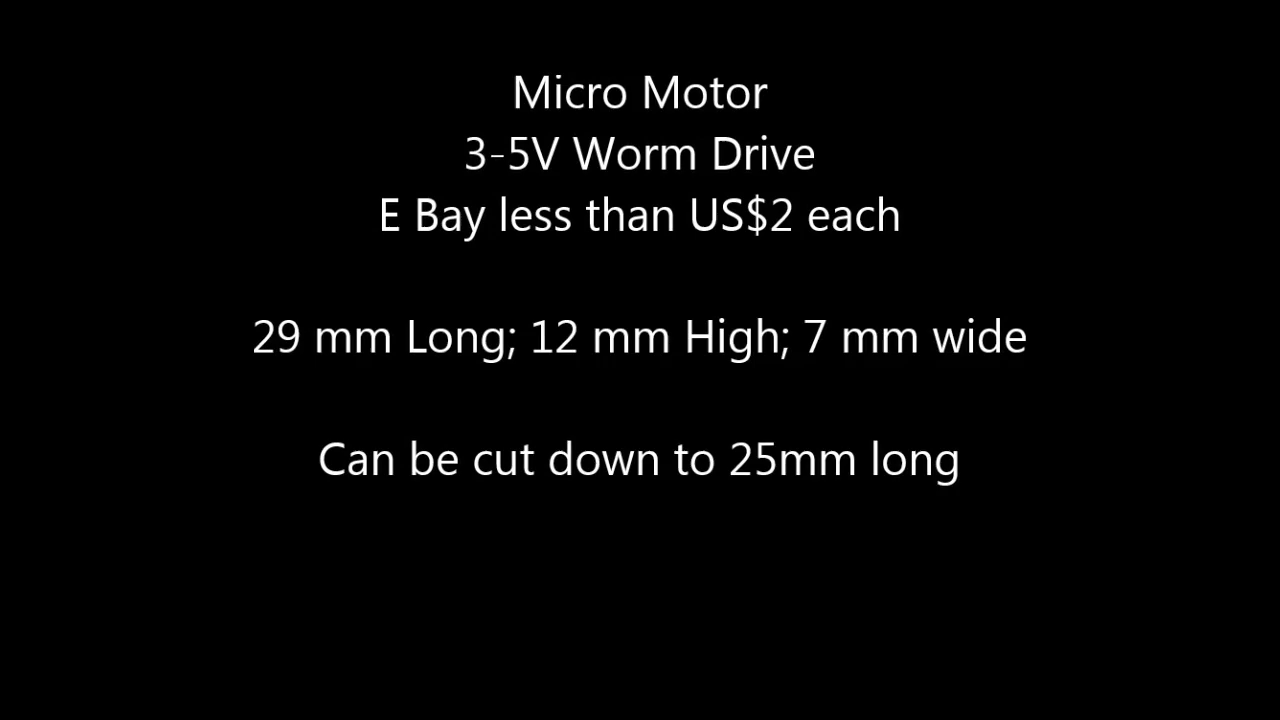 Micro Motor
3-5V Worm Drive
E Bay less than US$2 each
29 mm Long; 12 mm High; 7 mm wide
Can be cut down to 25mm long